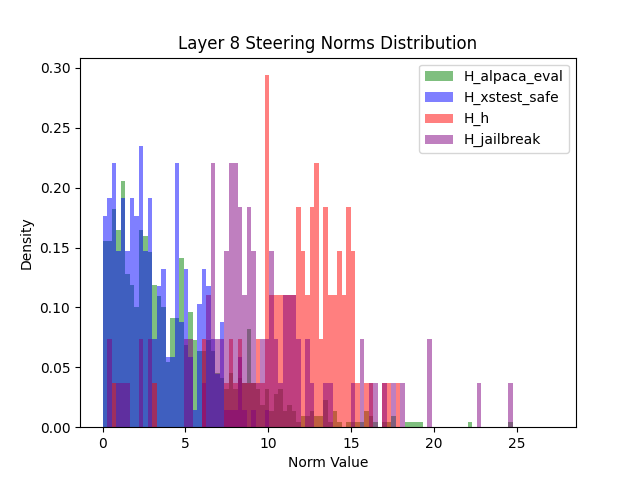 Layer 8 Steering Norms Distribution
H_alpaca_eval
H_xstest_safe
H_h
H_jailbreak
0.30
0.25
0.20
0.15
0.10
0.05
0.00
Density
0 5 10 15 20 25
Norm Value